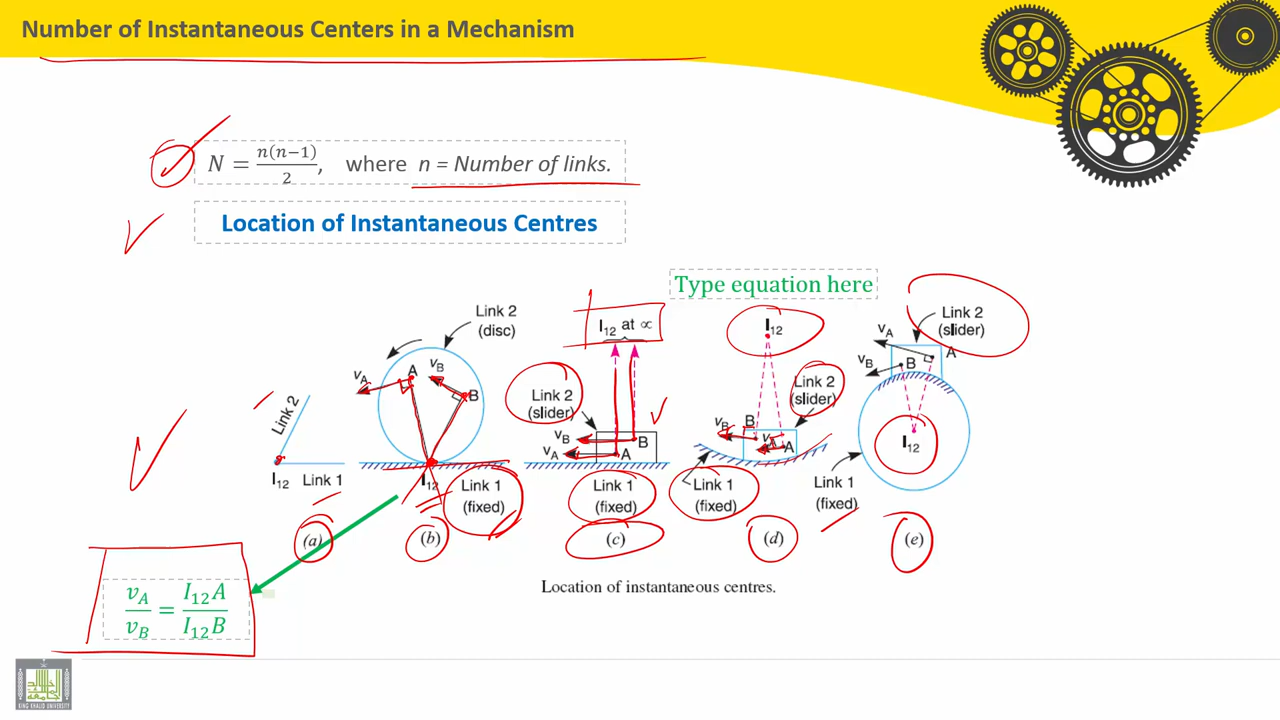 Number of Instantaneous Centers in a Mechanism
N = n(n−1)/2, where n = Number of links.
Location of Instantaneous Centres
Type equation here
Link 2
I12
Link 1
(a)
Link 2
(disc)
vA
A
vB
B
I12
Link 1
(fixed)
(b)
I12 at ∝
Link 2
(slider)
vB
B
vA
A
Link 1
(fixed)
(c)
I12
Link 2
(slider)
B
vB
A
Link 1
(fixed)
(d)
Link 2
(slider)
vA
A
vB
B
I12
Link 1
(fixed)
(e)
vA/vB = I12A/I12B
Location of instantaneous centres.
KING KHALID UNIVERSITY